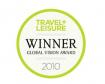 TRAVEL+
LEISURE
WINNER
GLOBAL VISION AWARD
2010